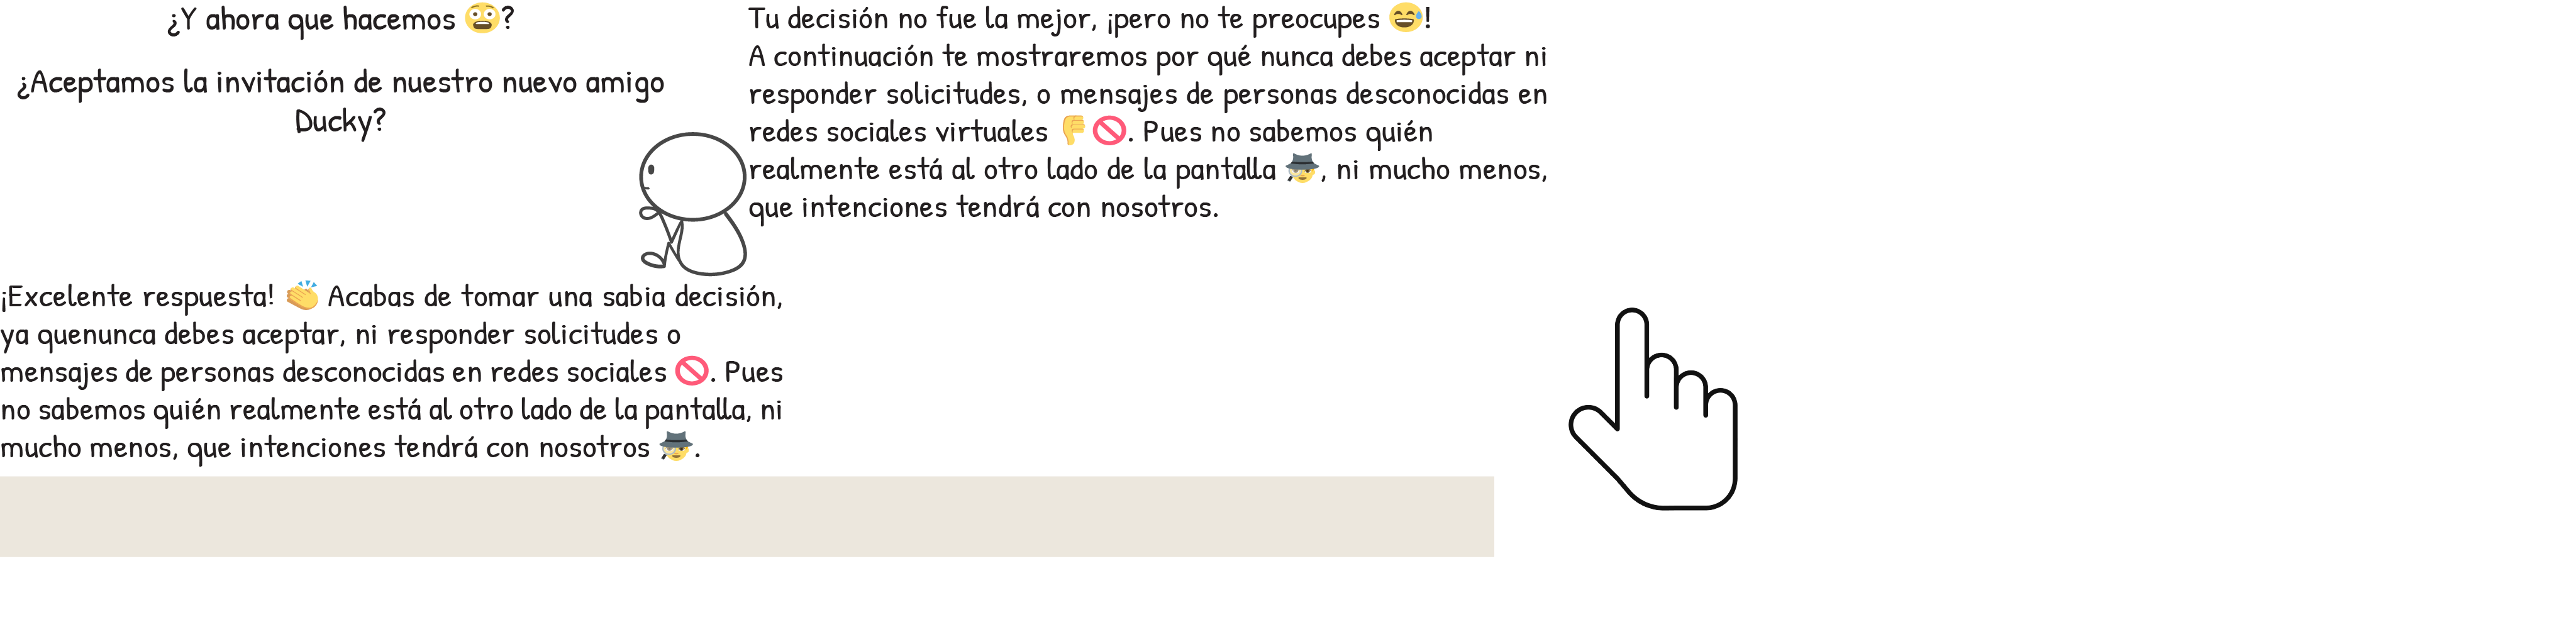 ¿Y ahora que hacemos 😨?
¿Aceptamos la invitación de nuestro nuevo amigo
Ducky?
Tu decisión no fue la mejor, ¡pero no te preocupes 😅!
A continuación te mostraremos por qué nunca debes aceptar ni
responder solicitudes, o mensajes de personas desconocidas en
redes sociales virtuales 👎🚫. Pues no sabemos quién
realmente está al otro lado de la pantalla 🕵️, ni mucho menos,
que intenciones tendrá con nosotros.
¡Excelente respuesta! 👏 Acabas de tomar una sabia decisión,
ya quenunca debes aceptar, ni responder solicitudes o
mensajes de personas desconocidas en redes sociales 🚫. Pues
no sabemos quién realmente está al otro lado de la pantalla, ni
mucho menos, que intenciones tendrá con nosotros 🕵️.